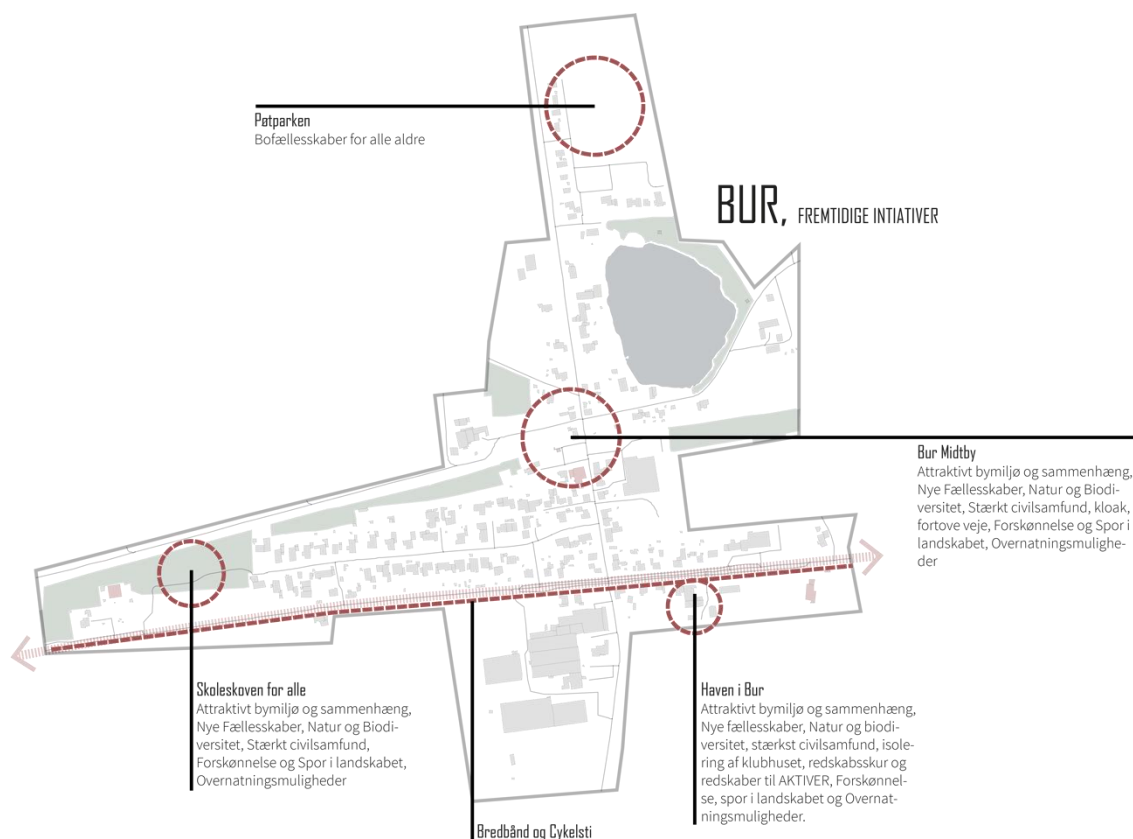 Pøtparken
Bofællesskaber for alle aldre
BUR, FREMTIDIGE INTIATIVER
Bur Midtby
Attraktivt bymiljø og sammenhæng,
Nye Fællesskaber, Natur og Biodi-
versitet, Stærkt civilsamfund, kloak,
fortove veje, Forskønnelse og Spor i
landskabet, Overnatningsmulighe-
der
Skoleskoven for alle
Attraktivt bymiljø og sammenhæng,
Nye Fællesskaber, Natur og Biodi-
versitet, Stærkt civilsamfund,
Forskønnelse og Spor i landskabet,
Overnatningsmuligheder
Haven i Bur
Attraktivt bymiljø og sammenhæng,
Nye fællesskaber, Natur og biodi-
versitet, stærkst civilsamfund, isole-
ring af klubhuset, redskabsskur og
redskaber til AKTIVER, Forskønnel-
se, spor i landskabet og Overnat-
ningsmuligheder.
Bredbånd og Cykelsti